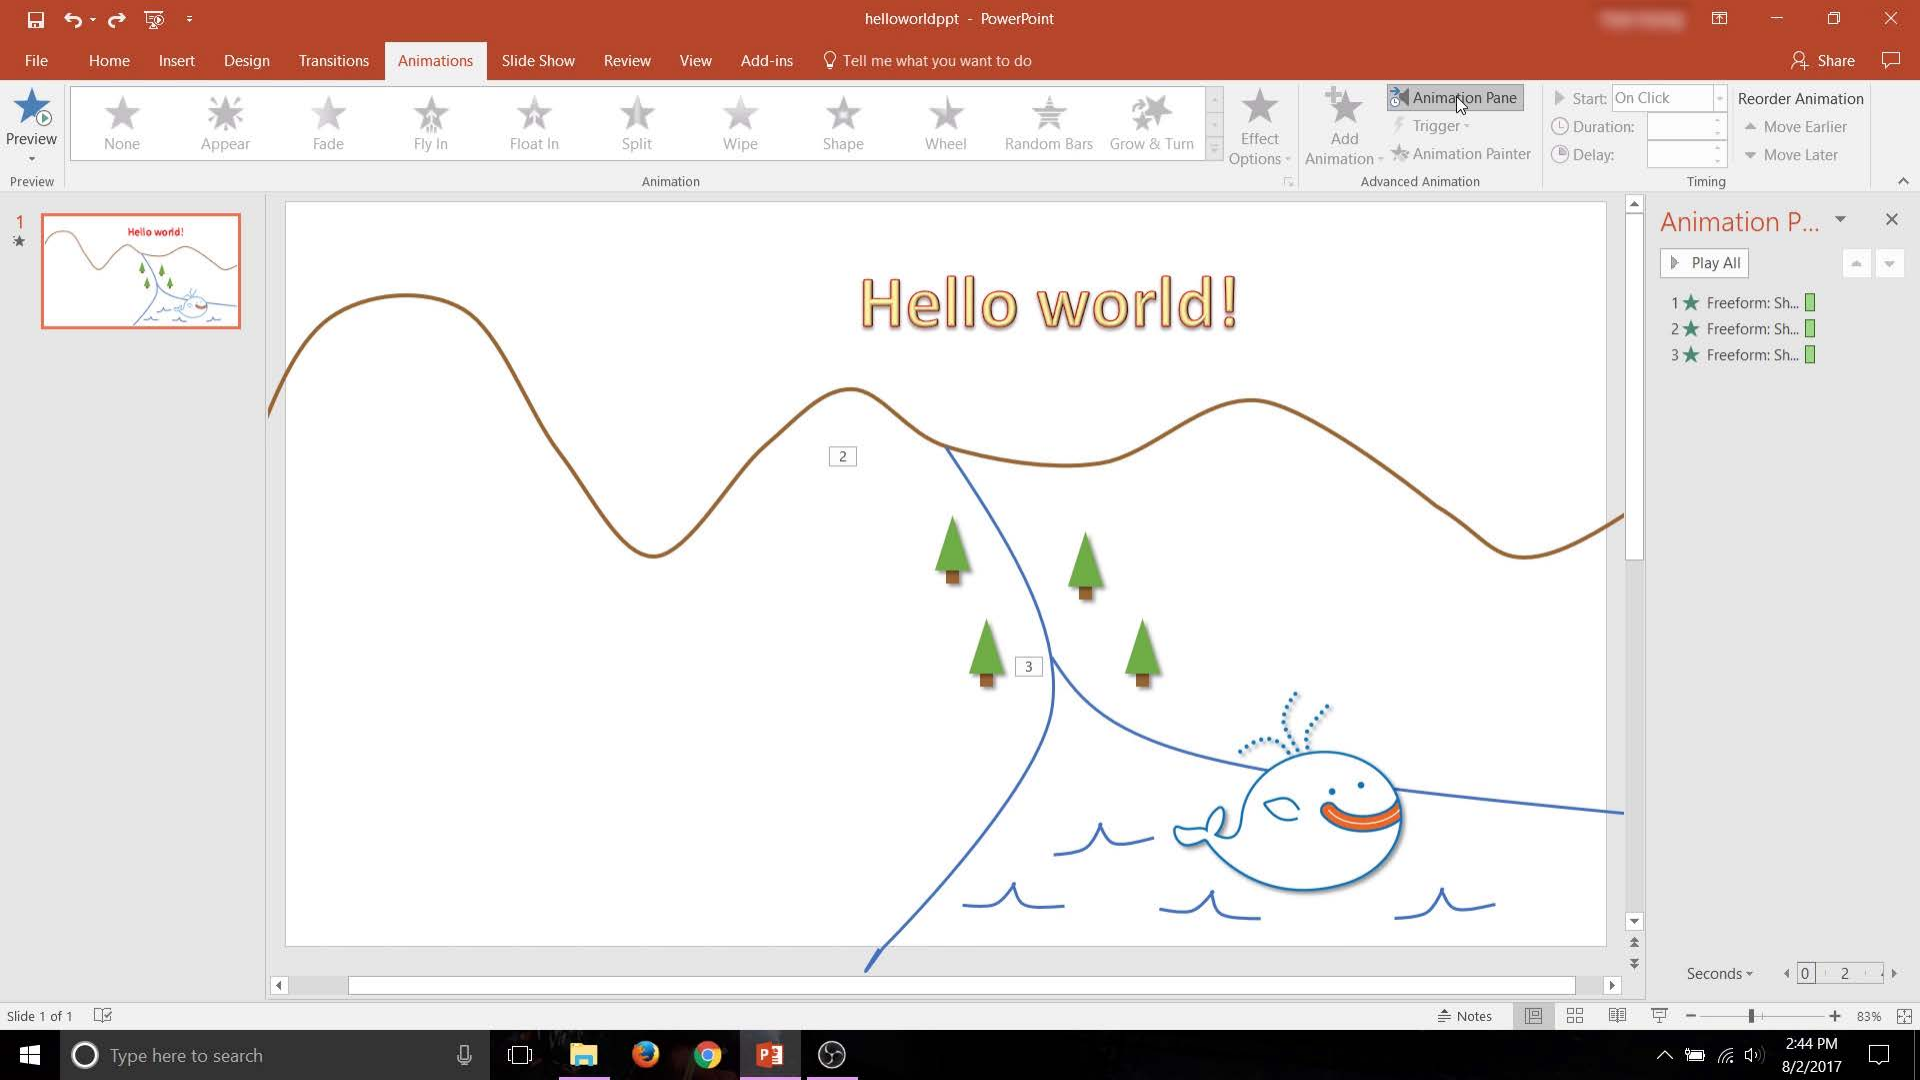 helloworldppt - PowerPoint
File Home Insert Design Transitions Animations Slide Show Review View Add-ins Tell me what you want to do Share
Preview
None Appear Fade Fly In Float In Split Wipe Shape Wheel Random Bars Grow & Turn
Effect Options
Add Animation
Animation Pane
Trigger
Animation Painter
Start: On Click
Duration:
Delay:
Reorder Animation
Move Earlier
Move Later
Preview Animation Advanced Animation Timing
1
Hello world!
Hello world!
2
3
Animation P...
Play All
1 Freeform: Sh...
2 Freeform: Sh...
3 Freeform: Sh...
Seconds 0 2
Slide 1 of 1 Notes 83%
Type here to search
2:44 PM
8/2/2017